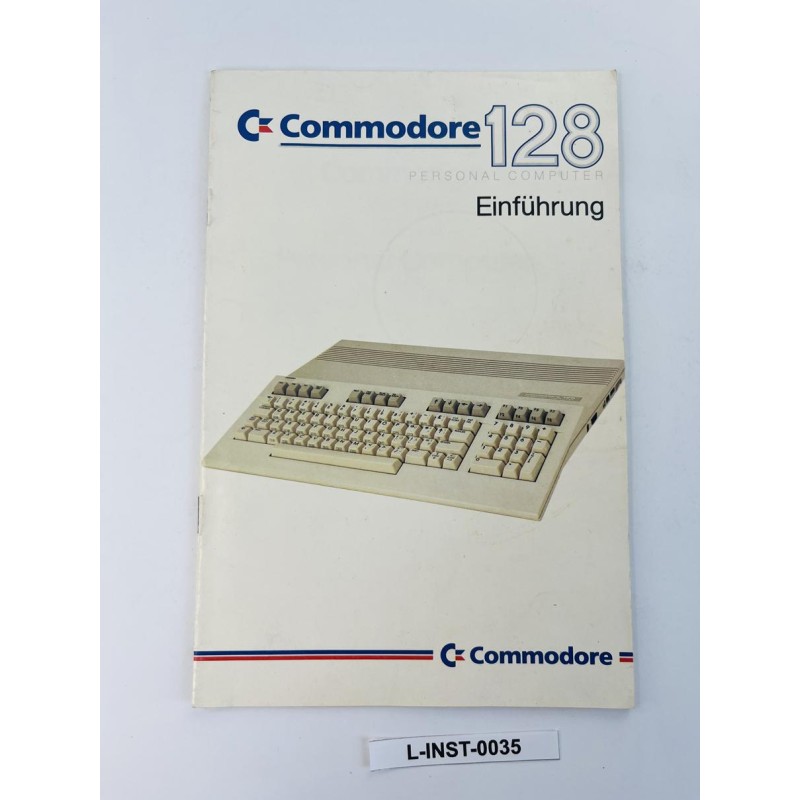 Commodore 128
PERSONAL COMPUTER
Einführung
Commodore
L-INST-0035